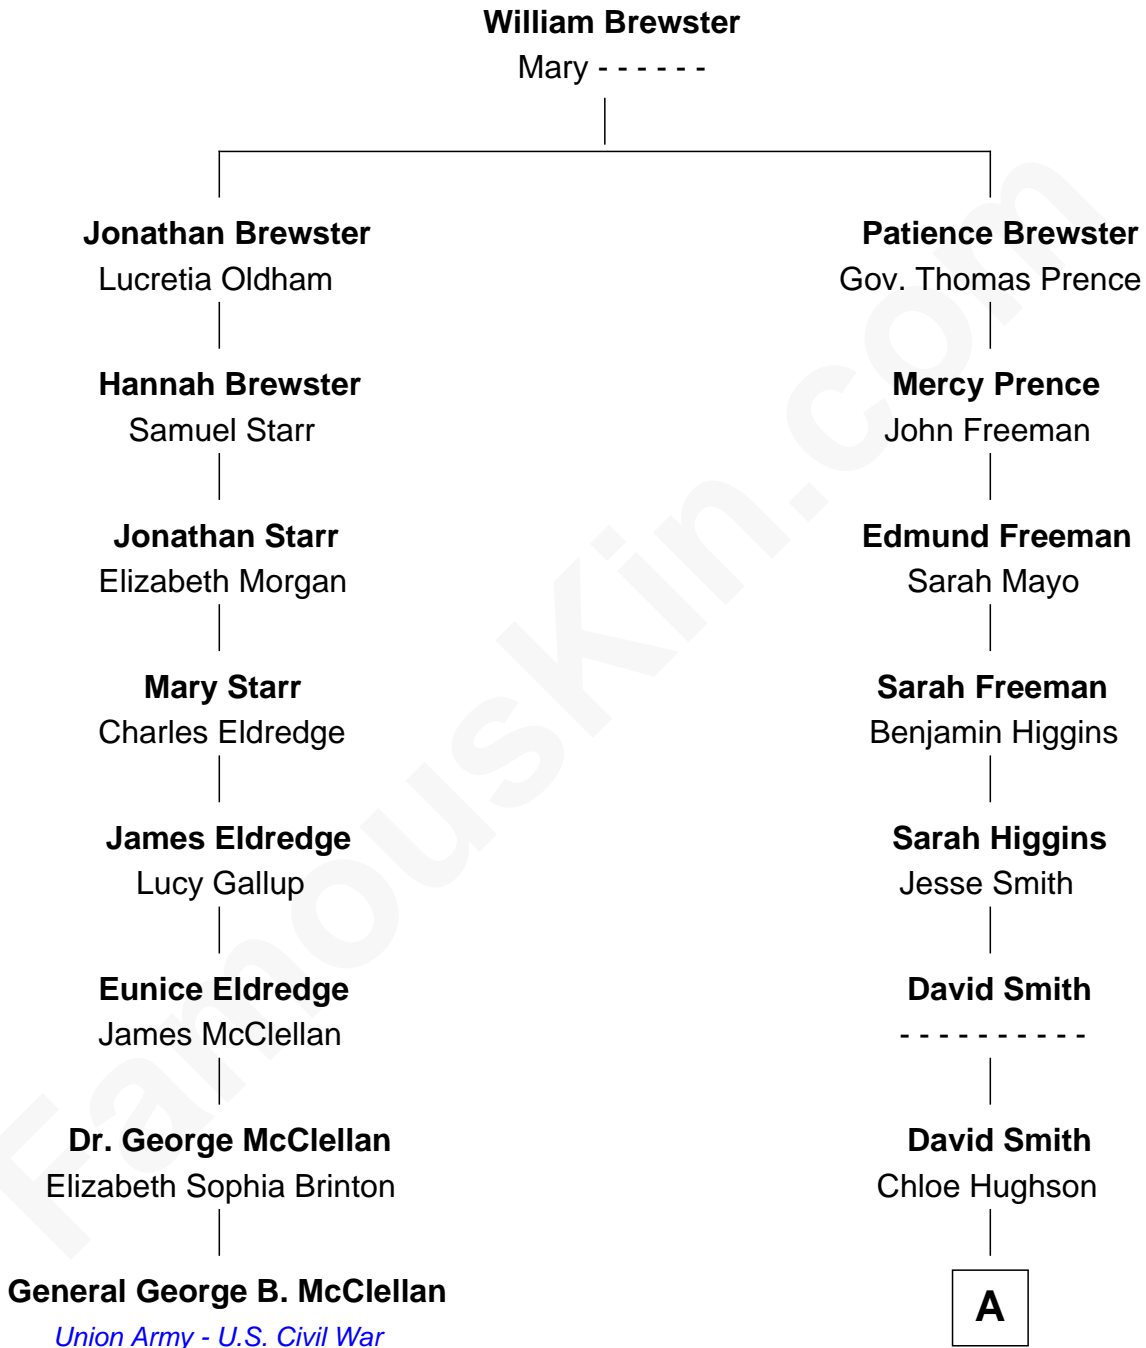 William Brewster
Mary - - - - - -
Jonathan Brewster
Lucretia Oldham
Patience Brewster
Gov. Thomas Prence
Hannah Brewster
Samuel Starr
Mercy Prence
John Freeman
Jonathan Starr
Elizabeth Morgan
Edmund Freeman
Sarah Mayo
Mary Starr
Charles Eldredge
Sarah Freeman
Benjamin Higgins
James Eldredge
Lucy Gallup
Sarah Higgins
Jesse Smith
Eunice Eldredge
James McClellan
David Smith
- - - - - - - - - -
Dr. George McClellan
Elizabeth Sophia Brinton
David Smith
Chloe Hughson
General George B. McClellan
Union Army - U.S. Civil War
A
FamousKin.com